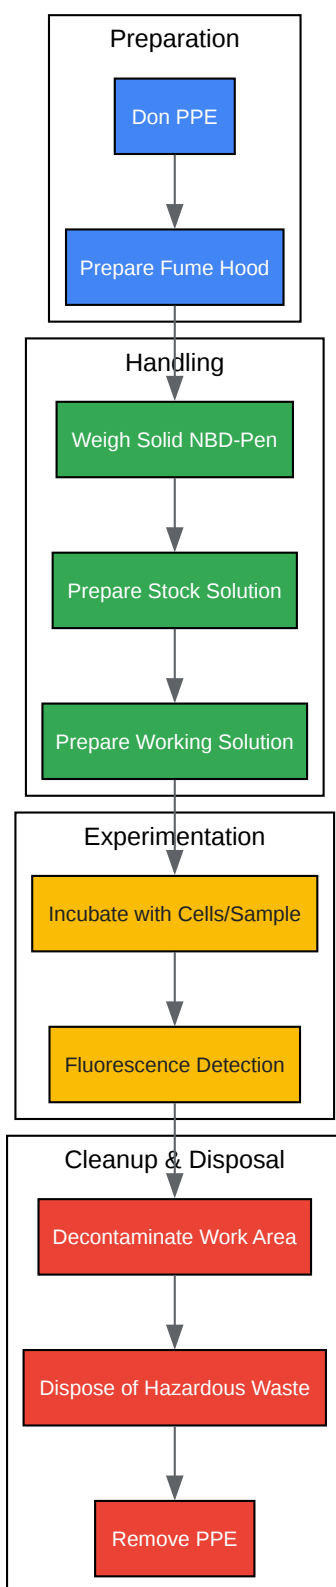 Preparation
Don PPE
Prepare Fume Hood
Handling
Weigh Solid NBD-Pen
Prepare Stock Solution
Prepare Working Solution
Experimentation
Incubate with Cells/Sample
Fluorescence Detection
Cleanup & Disposal
Decontaminate Work Area
Dispose of Hazardous Waste
Remove PPE